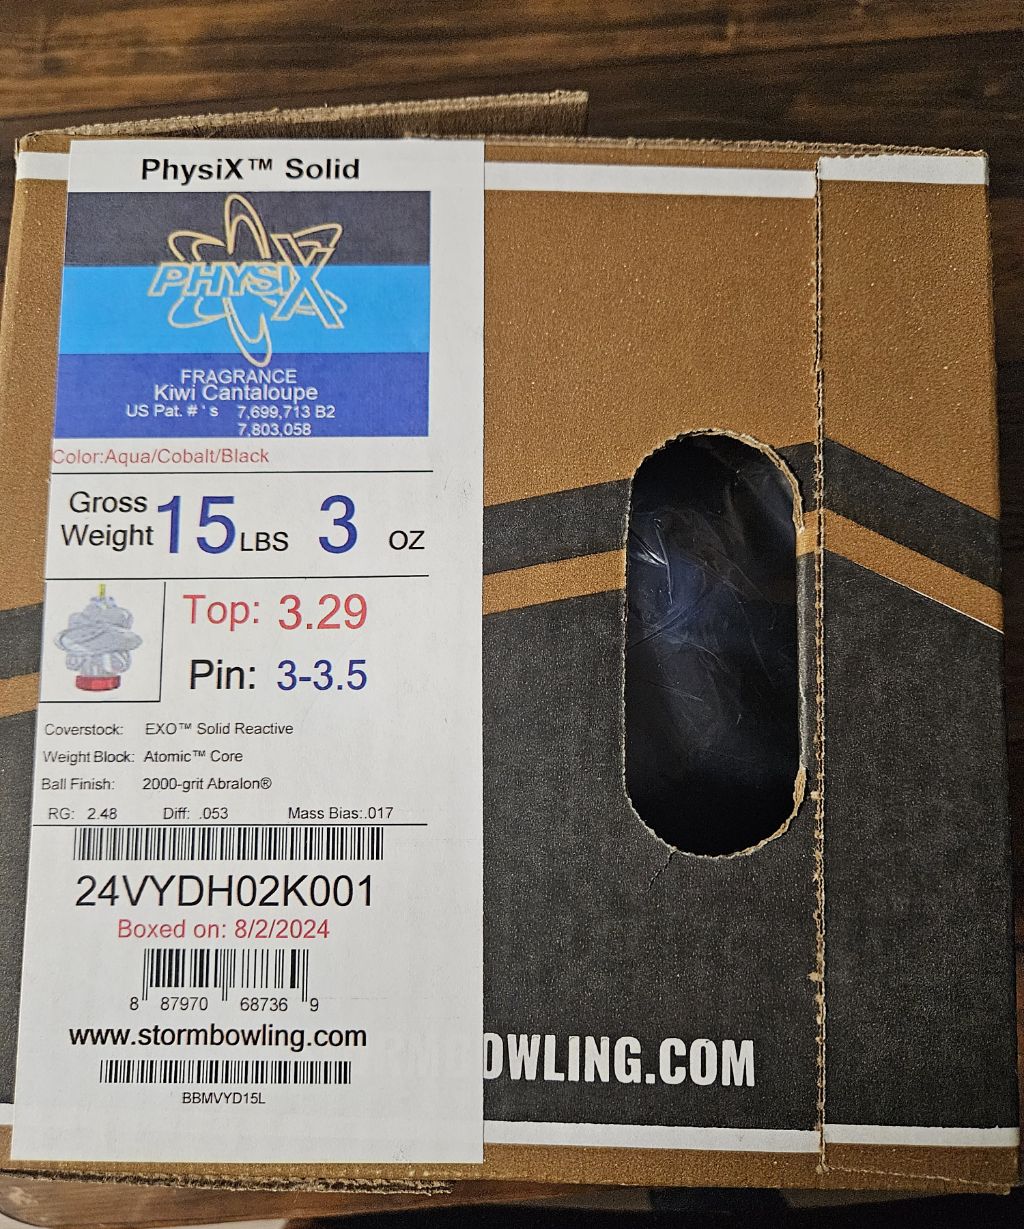 PhysiX™ Solid
PHYSIX
FRAGRANCE
Kiwi Cantaloupe
US Pat. # ' s 7,699,713 B2
7,803,058
Color:Aqua/Cobalt/Black
Gross Weight 15 LBS 3 OZ
Top: 3.29
Pin: 3-3.5
Coverstock: EXO™ Solid Reactive
Weight Block: Atomic™ Core
Ball Finish: 2000-grit Abralon®
RG: 2.48 Diff: .053 Mass Bias:.017
24VYDH02K001
Boxed on: 8/2/2024
8 87970 68736 9
www.stormbowling.com
BBMVYD15L
RMBOWLING.COM